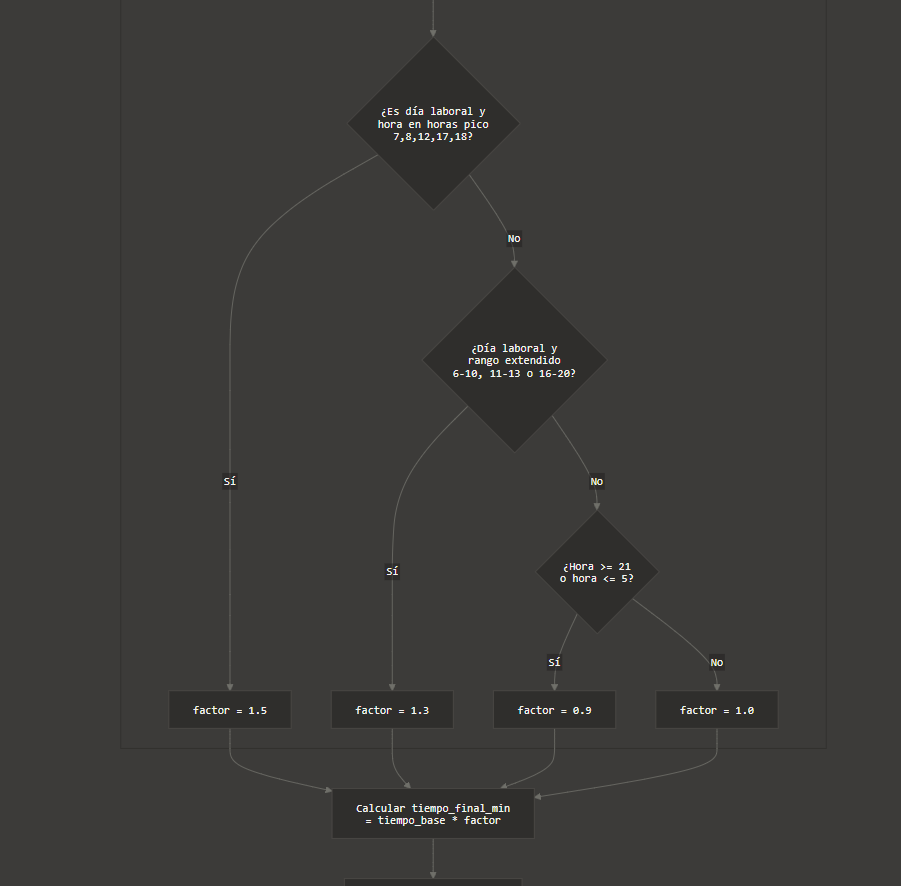 ¿Es día laboral y
hora en horas pico
7,8,12,17,18?
No
¿Día laboral y
rango extendido
6-10, 11-13 o 16-20?
Sí
No
Sí
¿Hora >= 21
o hora <= 5?
Sí
No
factor = 1.5
factor = 1.3
factor = 0.9
factor = 1.0
Calcular tiempo_final_min
= tiempo_base * factor